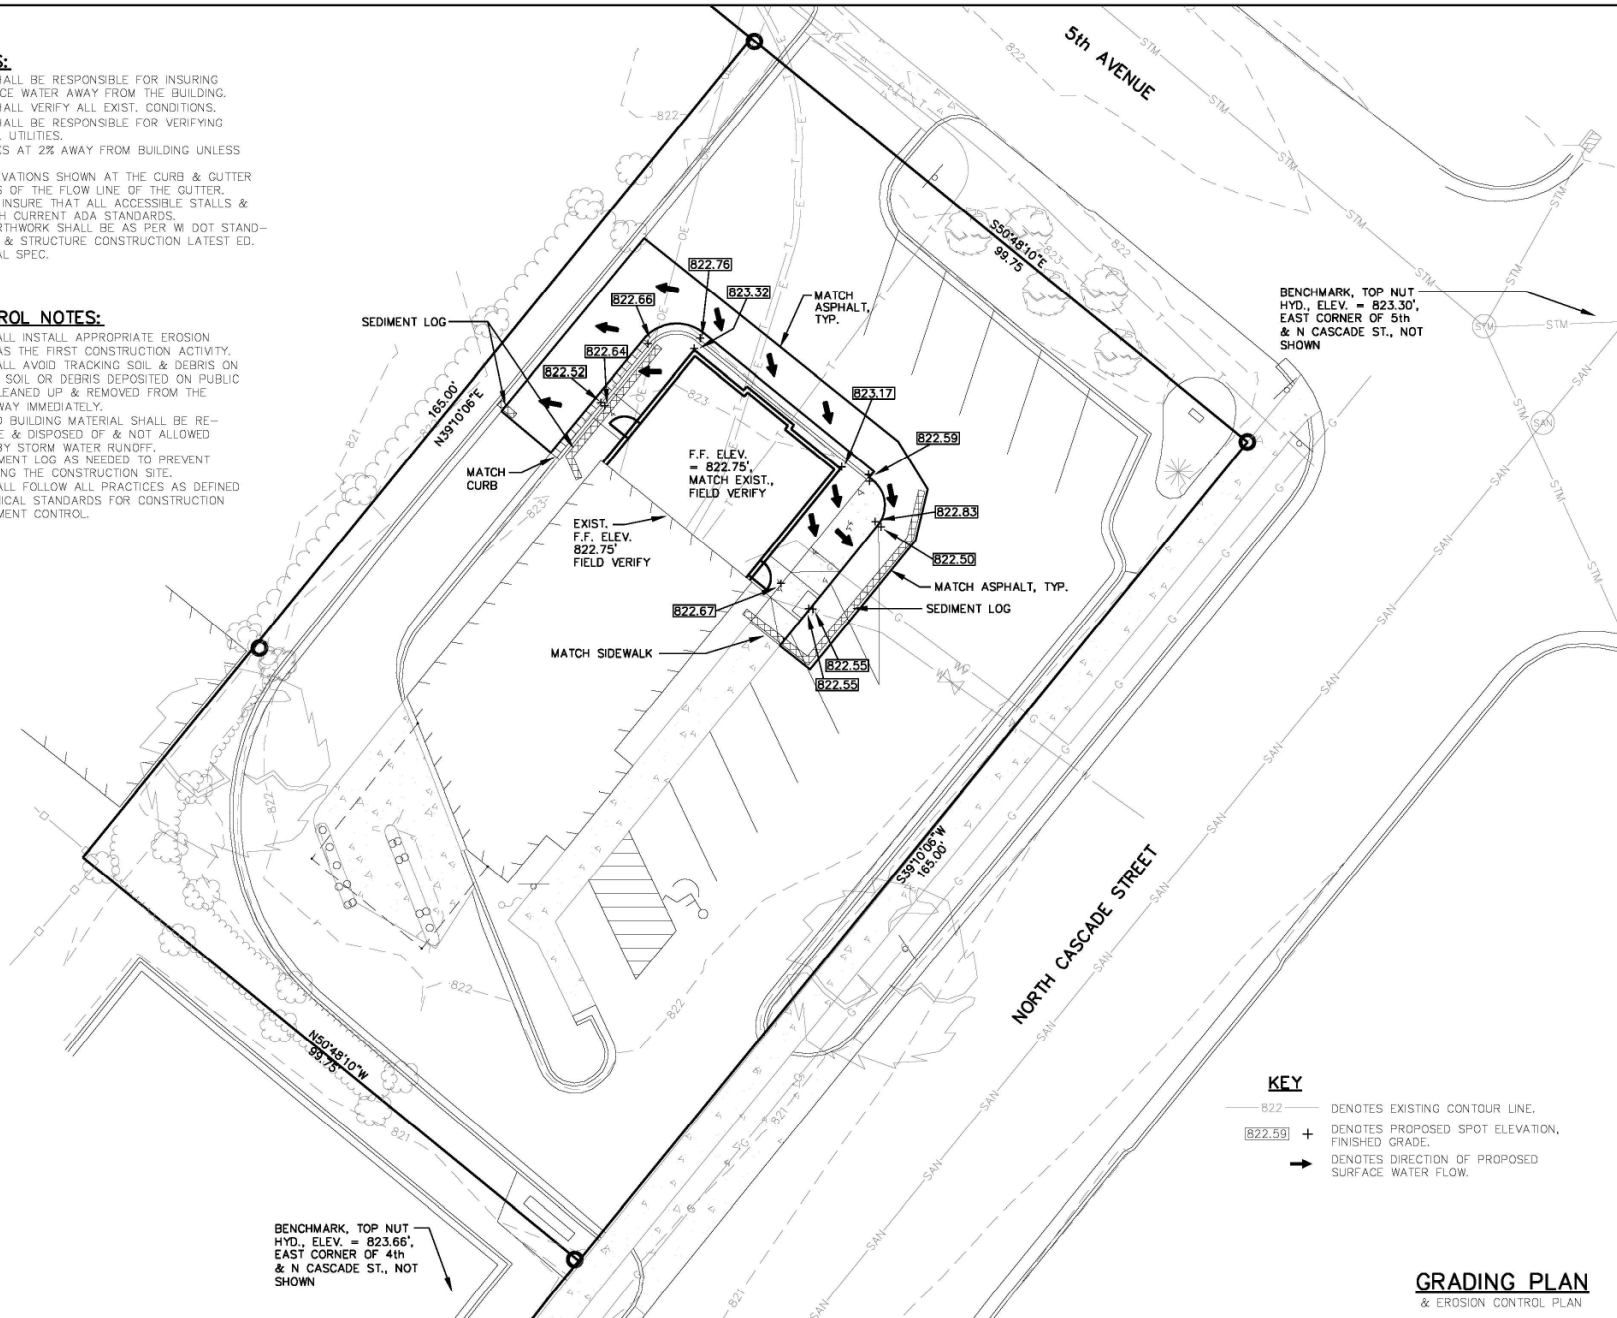 S:
HALL BE RESPONSIBLE FOR INSURING
CE WATER AWAY FROM THE BUILDING.
HALL VERIFY ALL EXIST. CONDITIONS.
HALL BE RESPONSIBLE FOR VERIFYING
UTILITIES.
KS AT 2% AWAY FROM BUILDING UNLESS
VATIONS SHOWN AT THE CURB & GUTTER
S OF THE FLOW LINE OF THE GUTTER.
INSURE THAT ALL ACCESSIBLE STALLS &
H CURRENT ADA STANDARDS.
RTHWORK SHALL BE AS PER WI DOT STAND-
& STRUCTURE CONSTRUCTION LATEST ED.
AL SPEC.
ROL NOTES:
ALL INSTALL APPROPRIATE EROSION
AS THE FIRST CONSTRUCTION ACTIVITY.
ALL AVOID TRACKING SOIL & DEBRIS ON
SOIL OR DEBRIS DEPOSITED ON PUBLIC
LEANED UP & REMOVED FROM THE
WAY IMMEDIATELY.
D BUILDING MATERIAL SHALL BE RE-
E & DISPOSED OF & NOT ALLOWED
BY STORM WATER RUNOFF.
MENT LOG AS NEEDED TO PREVENT
ING THE CONSTRUCTION SITE.
ALL FOLLOW ALL PRACTICES AS DEFINED
NICAL STANDARDS FOR CONSTRUCTION
MENT CONTROL.
5th AVENUE
S50°48'10"E
99.75
BENCHMARK, TOP NUT
HYD., ELEV. = 823.30',
EAST CORNER OF 5th
& N CASCADE ST., NOT
SHOWN
822.76
823.32
822.66
MATCH
ASPHALT,
TYP.
SEDIMENT LOG
822.64
822.52
165.00'
N39°10'06"E
823.17
822.59
MATCH
CURB
F.F. ELEV.
= 822.75',
MATCH EXIST.,
FIELD VERIFY
EXIST.
F.F. ELEV.
822.75'
FIELD VERIFY
822.83
822.50
MATCH ASPHALT, TYP.
SEDIMENT LOG
822.67
MATCH SIDEWALK
822.55
822.55
S39°10'06"W
165.00'
NORTH CASCADE STREET
N50°48'10"W
99.75'
BENCHMARK, TOP NUT
HYD., ELEV. = 823.66',
EAST CORNER OF 4th
& N CASCADE ST., NOT
SHOWN
KEY
822 DENOTES EXISTING CONTOUR LINE.
822.59 + DENOTES PROPOSED SPOT ELEVATION,
FINISHED GRADE.
DENOTES DIRECTION OF PROPOSED
SURFACE WATER FLOW.
GRADING PLAN
& EROSION CONTROL PLAN